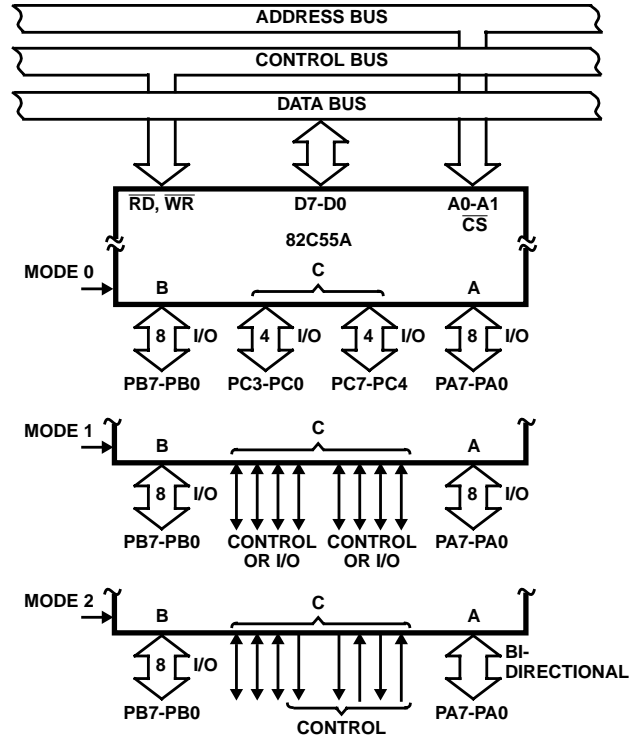 ADDRESS BUS
CONTROL BUS
DATA BUS
RD, WR D7-D0 A0-A1
CS
82C55A
MODE 0
B C A
8 I/O 4 I/O 4 I/O 8 I/O
PB7-PB0 PC3-PC0 PC7-PC4 PA7-PA0
MODE 1
B C A
8 I/O 8 I/O
PB7-PB0 CONTROL OR I/O CONTROL OR I/O PA7-PA0
MODE 2
B C A
8 I/O BI-
DIRECTIONAL
PB7-PB0 CONTROL PA7-PA0